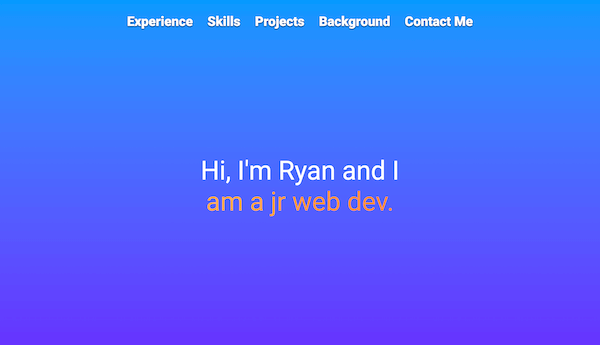 Experience Skills Projects Background Contact Me
Hi, I'm Ryan and I
am a jr web dev.